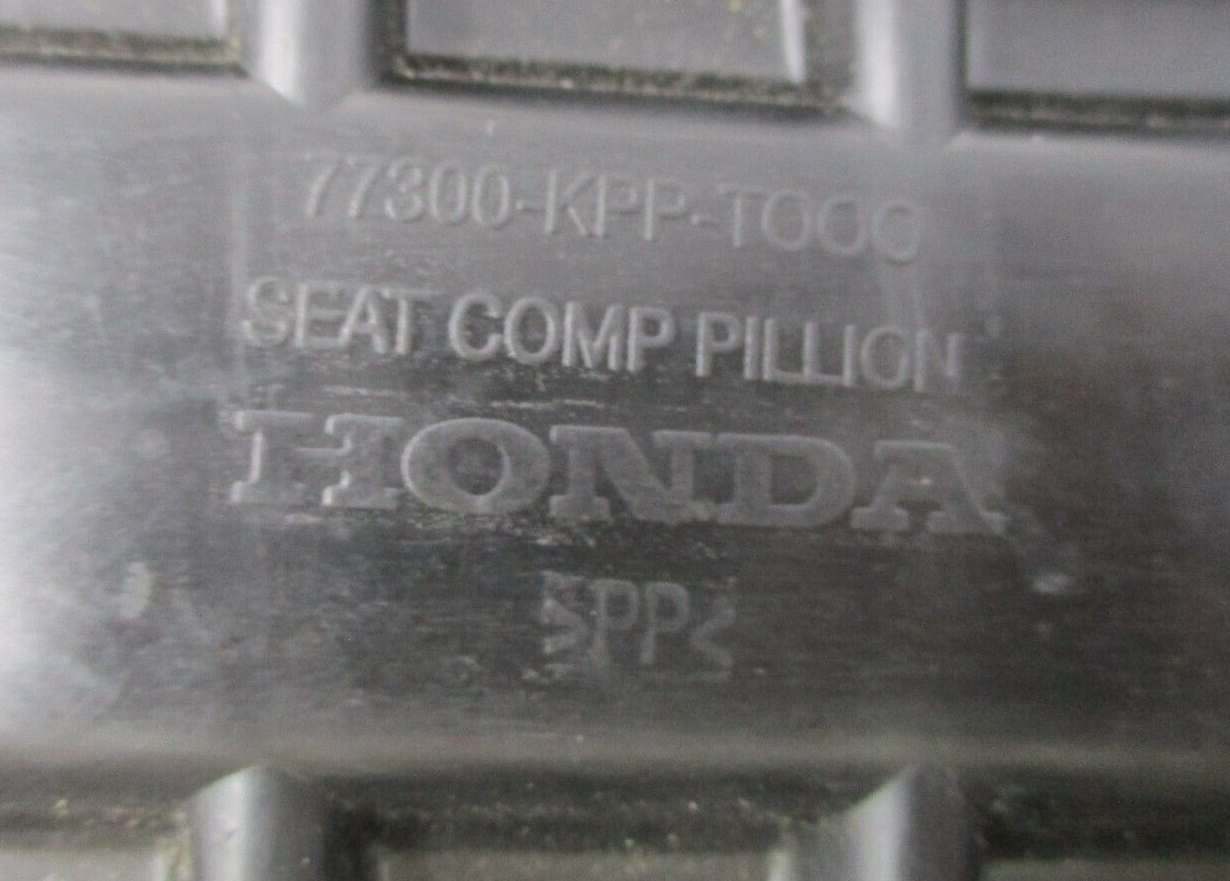 77300-KPP-T000
SEAT COMP PILLION
HONDA
>PP<